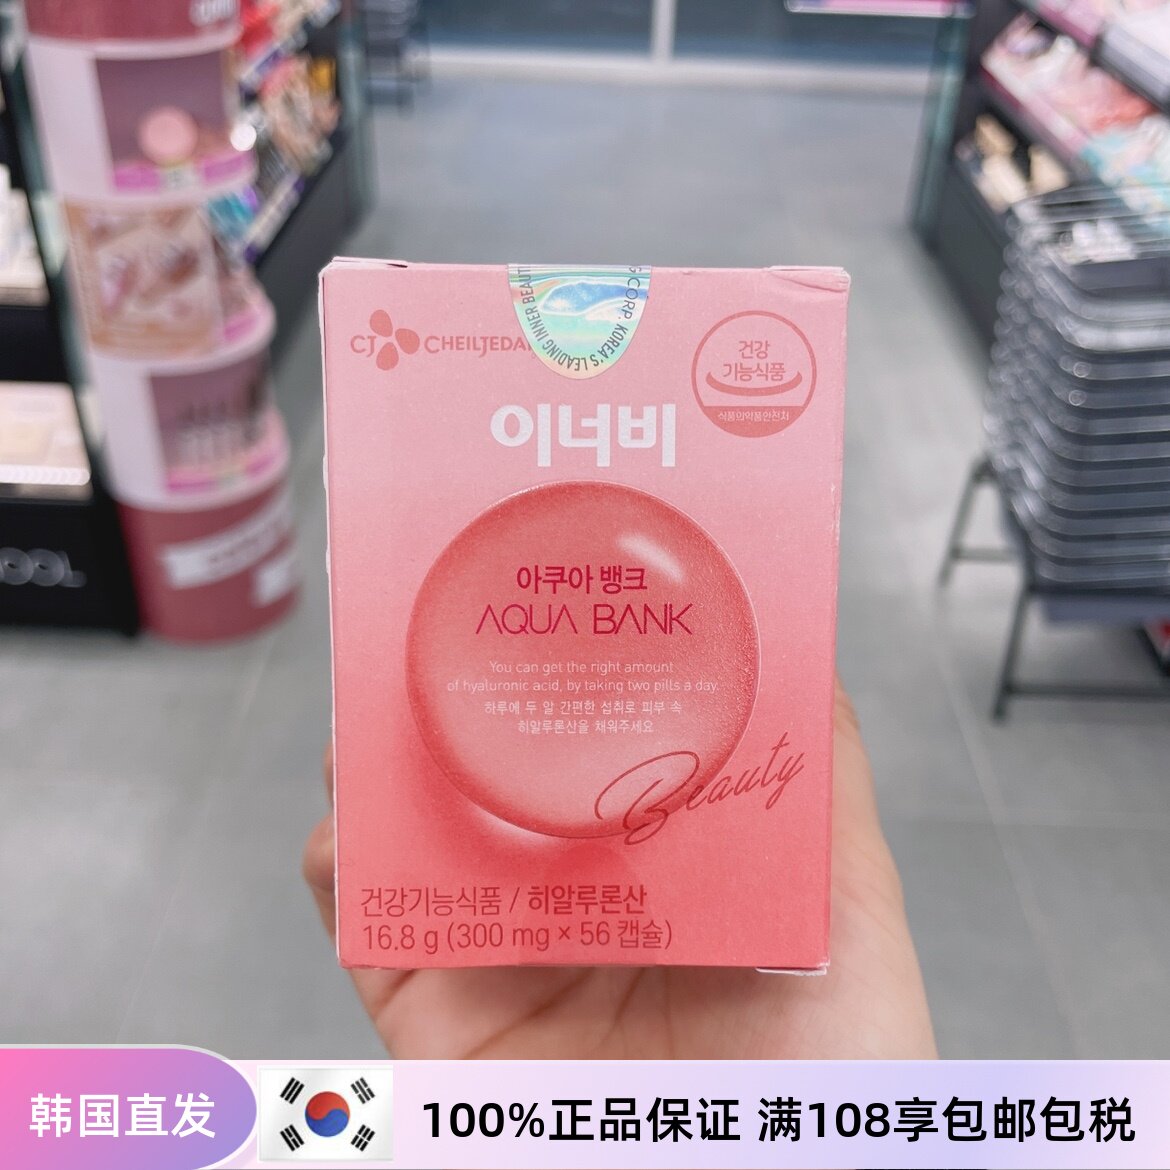 CJ CHEILJEDA
G CORP. KOREA'S LEADING INNER BEAUT
건강
기능식품
식품의약품안전처
이너비
아쿠아 뱅크
AQUA BANK
You can get the right amount
of hyaluronic acid, by taking two pills a day.
하루에 두 알 간편한 섭취로 피부 속
히알루론산을 채워주세요
Beauty
건강기능식품 / 히알루론산
16.8 g (300 mg × 56 캡슐)
OOL
韩国直发
100%正品保证 满108享包邮包税